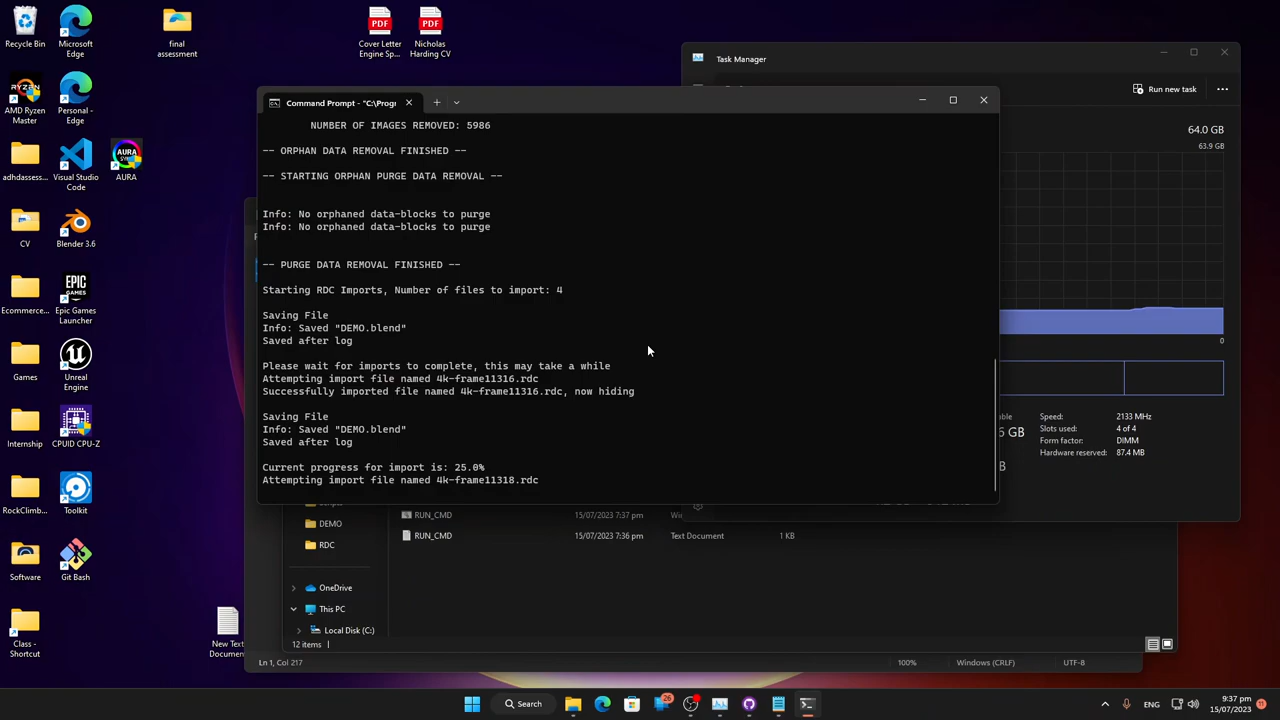 Recycle Bin
Microsoft Edge
final assessment
PDF
Cover Letter Engine Sp...
PDF
Nicholas Harding CV
AMD Ryzen Master
Personal - Edge
adhdassess...
Visual Studio Code
AURA
CV
Blender 3.6
Ecommerce...
Epic Games Launcher
Games
Unreal Engine
Internship
CPUID CPU-Z
RockClimb...
Toolkit
Software
Git Bash
Class - Shortcut
New Text Documen
Task Manager
Run new task
64.0 GB
63.9 GB
0
Speed: 2133 MHz
Slots used: 4 of 4
Form factor: DIMM
Hardware reserved: 87.4 MB
Command Prompt - "C:\Progr
NUMBER OF IMAGES REMOVED: 5986
-- ORPHAN DATA REMOVAL FINISHED --
-- STARTING ORPHAN PURGE DATA REMOVAL --
Info: No orphaned data-blocks to purge
Info: No orphaned data-blocks to purge
-- PURGE DATA REMOVAL FINISHED --
Starting RDC Imports, Number of files to import: 4
Saving File
Info: Saved "DEMO.blend"
Saved after log
Please wait for imports to complete, this may take a while
Attempting import file named 4k-frame11316.rdc
Successfully imported file named 4k-frame11316.rdc, now hiding
Saving File
Info: Saved "DEMO.blend"
Saved after log
Current progress for import is: 25.0%
Attempting import file named 4k-frame11318.rdc
DEMO
RDC
OneDrive
This PC
Local Disk (C:)
RUN_CMD 15/07/2023 7:37 pm
RUN_CMD 15/07/2023 7:36 pm Text Document 1 KB
12 items
Ln 1, Col 217 100% Windows (CRLF) UTF-8
Search
26
ENG
9:37 pm
15/07/2023